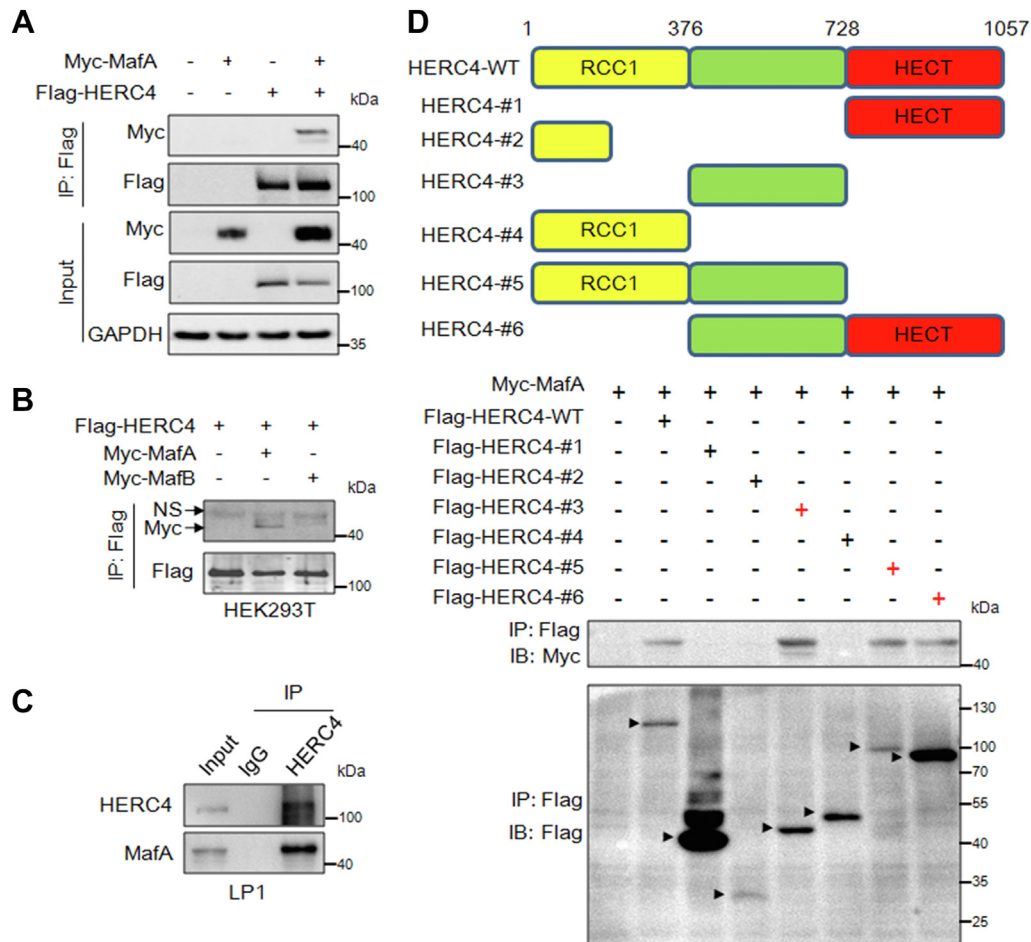 A
Myc-MafA - + - +
Flag-HERC4 - - + +
kDa
IP: Flag
Myc
40
Flag
100
Input
Myc
40
Flag
100
GAPDH
35
B
Flag-HERC4 + + +
Myc-MafA - + -
Myc-MafB - - +
kDa
IP: Flag
NS
Myc
40
Flag
100
HEK293T
C
IP
Input IgG HERC4
kDa
HERC4
100
MafA
40
LP1
D
1 376 728 1057
HERC4-WT RCC1 HECT
HERC4-#1 HECT
HERC4-#2
HERC4-#3
HERC4-#4 RCC1
HERC4-#5 RCC1
HERC4-#6 HECT
Myc-MafA + + + + + + + +
Flag-HERC4-WT - + - - - - - -
Flag-HERC4-#1 - - + - - - - -
Flag-HERC4-#2 - - - + - - - -
Flag-HERC4-#3 - - - - + - - -
Flag-HERC4-#4 - - - - - + - -
Flag-HERC4-#5 - - - - - - + -
Flag-HERC4-#6 - - - - - - - +
kDa
IP: Flag
IB: Myc
40
130
100
70
55
IP: Flag
IB: Flag
40
35
25